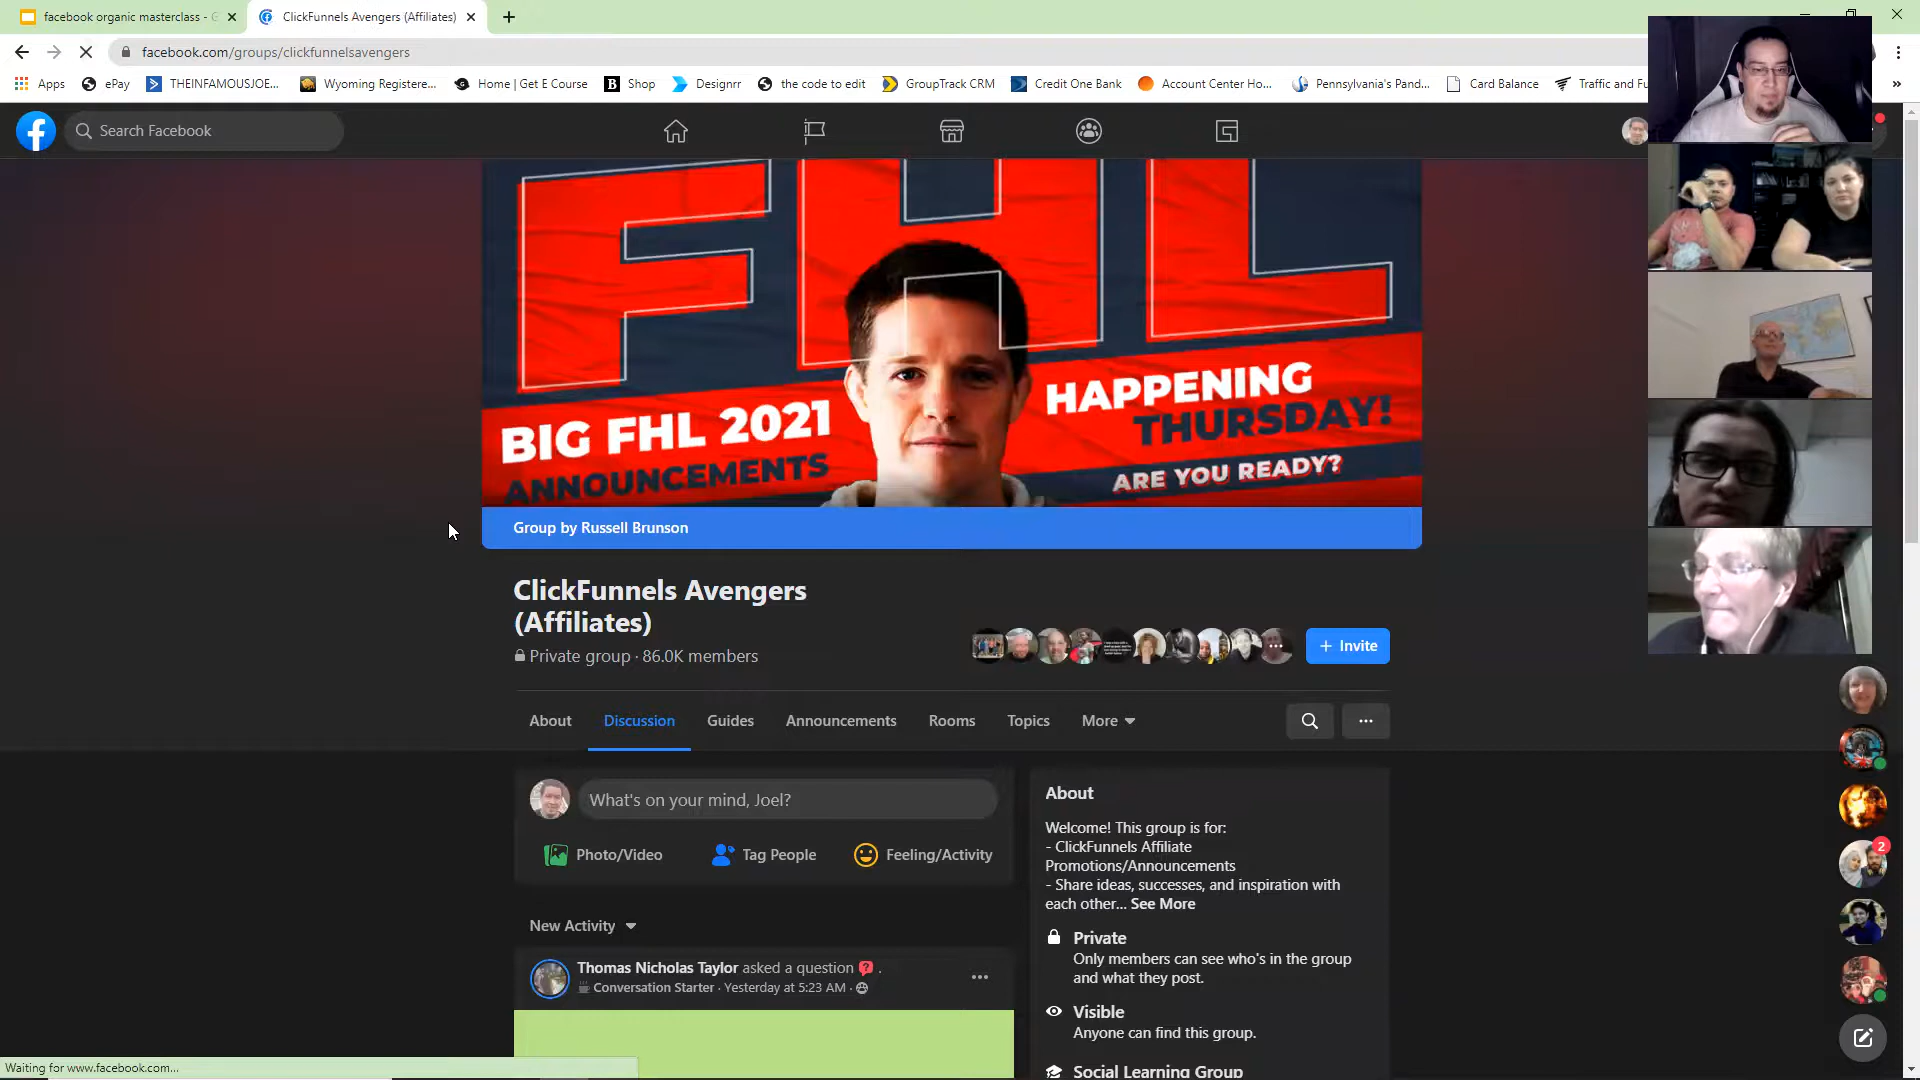 facebook organic masterclass - G
ClickFunnels Avengers (Affiliates)
facebook.com/groups/clickfunnelsavengers
Apps
ePay
THEINFAMOUSJOE...
Wyoming Registere...
Home | Get E Course
Shop
Designrr
the code to edit
GroupTrack CRM
Credit One Bank
Account Center Ho...
Pennsylvania's Pand...
Card Balance
Traffic and Fu
Search Facebook
FHL
BIG FHL 2021
ANNOUNCEMENTS
HAPPENING
THURSDAY!
ARE YOU READY?
Group by Russell Brunson
ClickFunnels Avengers
(Affiliates)
Private group · 86.0K members
+ Invite
About
Discussion
Guides
Announcements
Rooms
Topics
More
What's on your mind, Joel?
Photo/Video
Tag People
Feeling/Activity
New Activity
Thomas Nicholas Taylor asked a question .
Conversation Starter · Yesterday at 5:23 AM ·
About
Welcome! This group is for:
- ClickFunnels Affiliate
Promotions/Announcements
- Share ideas, successes, and inspiration with
each other... See More
Private
Only members can see who's in the group
and what they post.
Visible
Anyone can find this group.
Social Learning Group
2
Waiting for www.facebook.com...